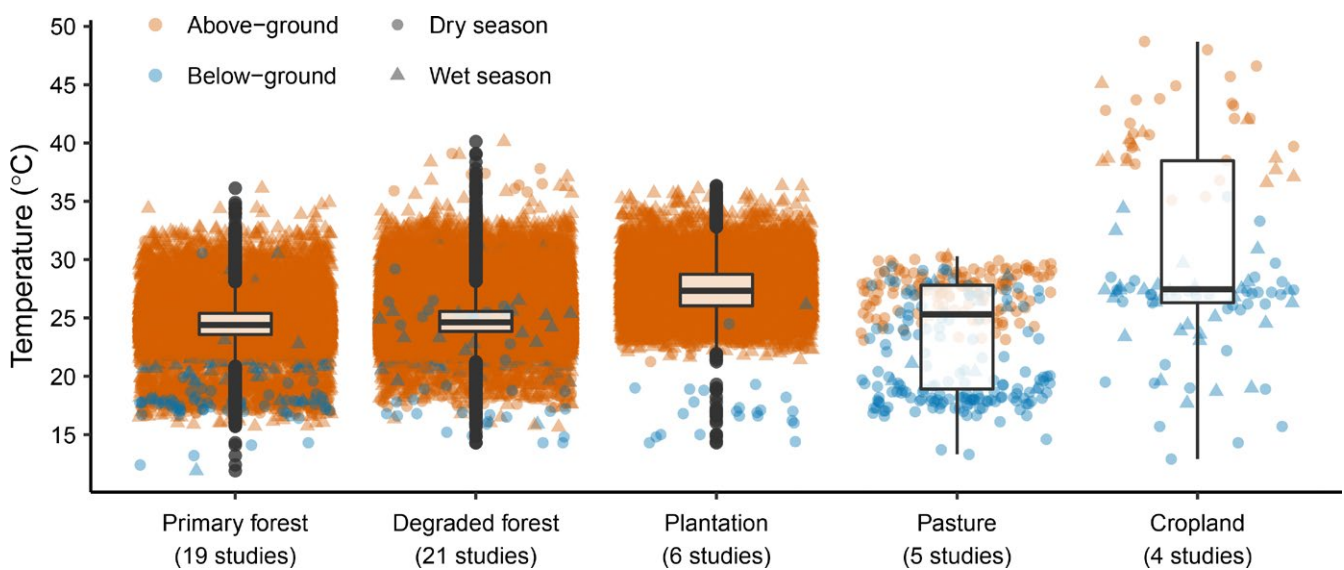 Above−ground
Dry season
Below−ground
Wet season
Temperature (°C)
50
45
40
35
30
25
20
15
Primary forest
(19 studies)
Degraded forest
(21 studies)
Plantation
(6 studies)
Pasture
(5 studies)
Cropland
(4 studies)